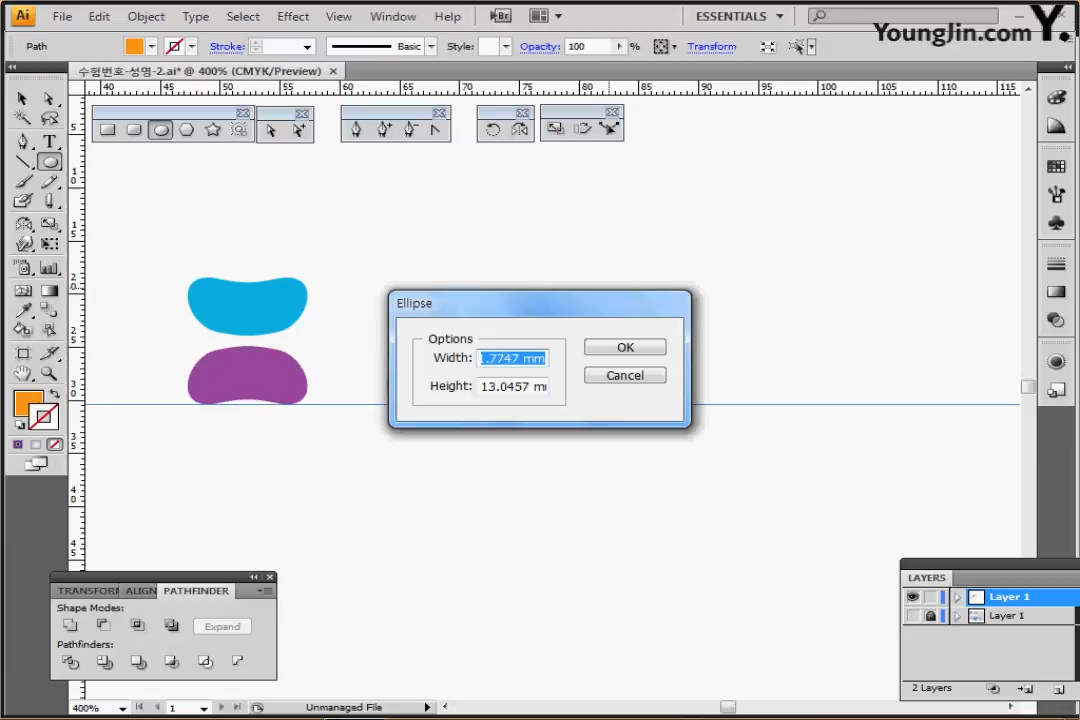 Ai File Edit Object Type Select Effect View Window Help Br ESSENTIALS
Path Stroke: Basic Style: Opacity: 100 % Transform
YoungJin.com Y.
수험번호-성명-2.ai* @ 400% (CMYK/Preview) ×
40 45 50 55 60 65 70 75 80 85 90 95 100 105 110 115
Ellipse
Options
Width: .7747 mm OK
Height: 13.0457 m Cancel
TRANSFORM ALIGN PATHFINDER
Shape Modes:
Expand
Pathfinders:
LAYERS
Layer 1
Layer 1
2 Layers
400% 1 Unmanaged File